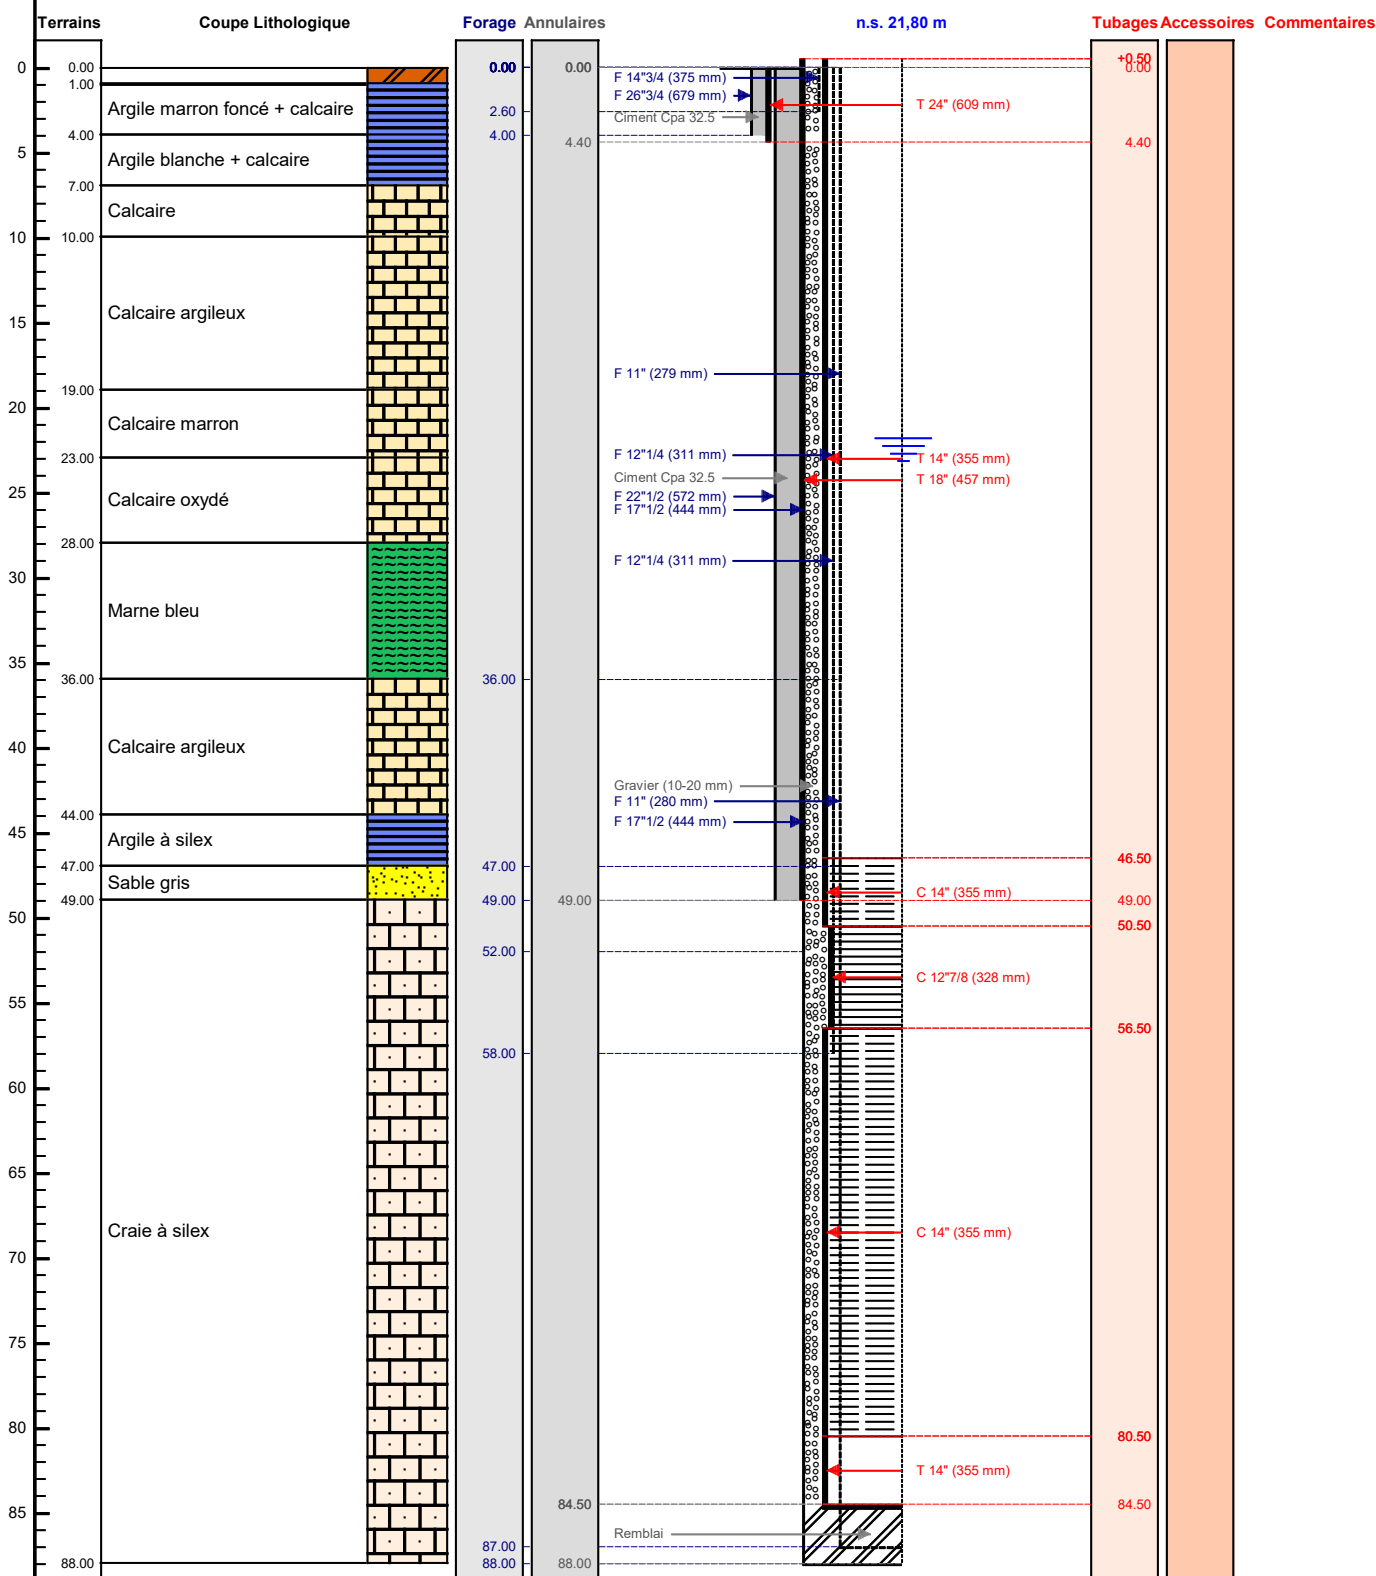 Terrains Coupe Lithologique Forage Annulaires n.s. 21,80 m Tubages Accessoires Commentaires
+0.50
0 0.00 0.00 0.00 0.00
F 14"3/4 (375 mm)
1.00
F 26"3/4 (679 mm)
T 24" (609 mm)
Argile marron foncé + calcaire
2.60
Ciment Cpa 32.5
4.00 4.00
4.40 4.40
5
Argile blanche + calcaire
7.00
Calcaire
10 10.00
Calcaire argileux
15
F 11" (279 mm)
19.00
20
Calcaire marron
F 12"1/4 (311 mm)
23.00
T 14" (355 mm)
Ciment Cpa 32.5
T 18" (457 mm)
25
Calcaire oxydé
F 22"1/2 (572 mm)
F 17"1/2 (444 mm)
28.00
F 12"1/4 (311 mm)
30
Marne bleu
35
36.00 36.00
Calcaire argileux
40
Gravier (10-20 mm)
F 11" (280 mm)
44.00
F 17"1/2 (444 mm)
45
Argile à silex
46.50
47.00 47.00
Sable gris
C 14" (355 mm)
49.00 49.00 49.00 49.00
50
50.50
52.00
C 12"7/8 (328 mm)
55
56.50
58.00
60
65
Craie à silex
C 14" (355 mm)
70
75
80
80.50
T 14" (355 mm)
84.50 84.50
85
Remblai
87.00
88.00 88.00 88.00